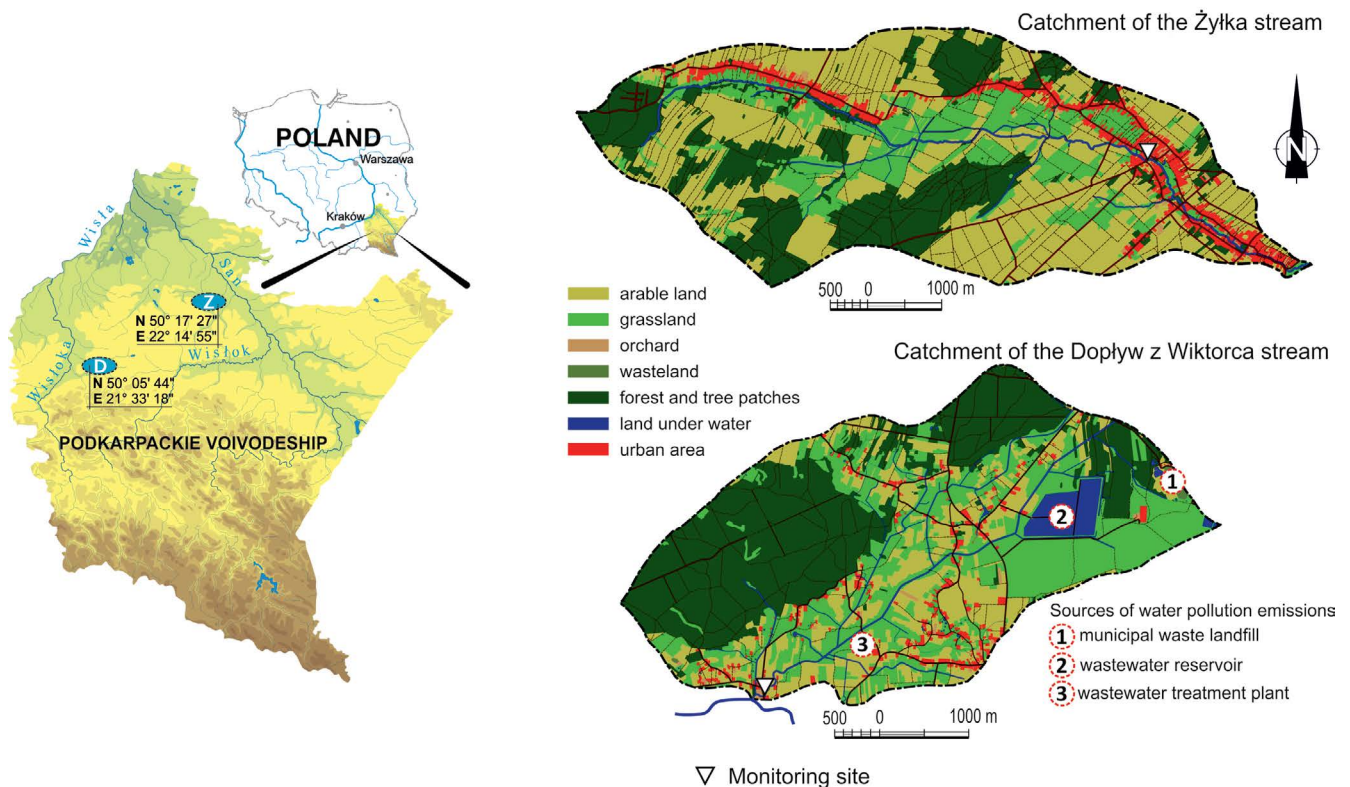 Catchment of the Żyłka stream
N
POLAND
Warszawa
Kraków
Wisła
San
Z
N 50° 17' 27"
E 22° 14' 55"
Wisłok
Wisłoka
D
N 50° 05' 44"
E 21° 33' 18"
PODKARPACKIE VOIVODESHIP
arable land
grassland
orchard
wasteland
forest and tree patches
land under water
urban area
500 0 1000 m
Catchment of the Dopływ z Wiktorca stream
1
2
3
Sources of water pollution emissions
1 municipal waste landfill
2 wastewater reservoir
3 wastewater treatment plant
500 0 1000 m
Monitoring site